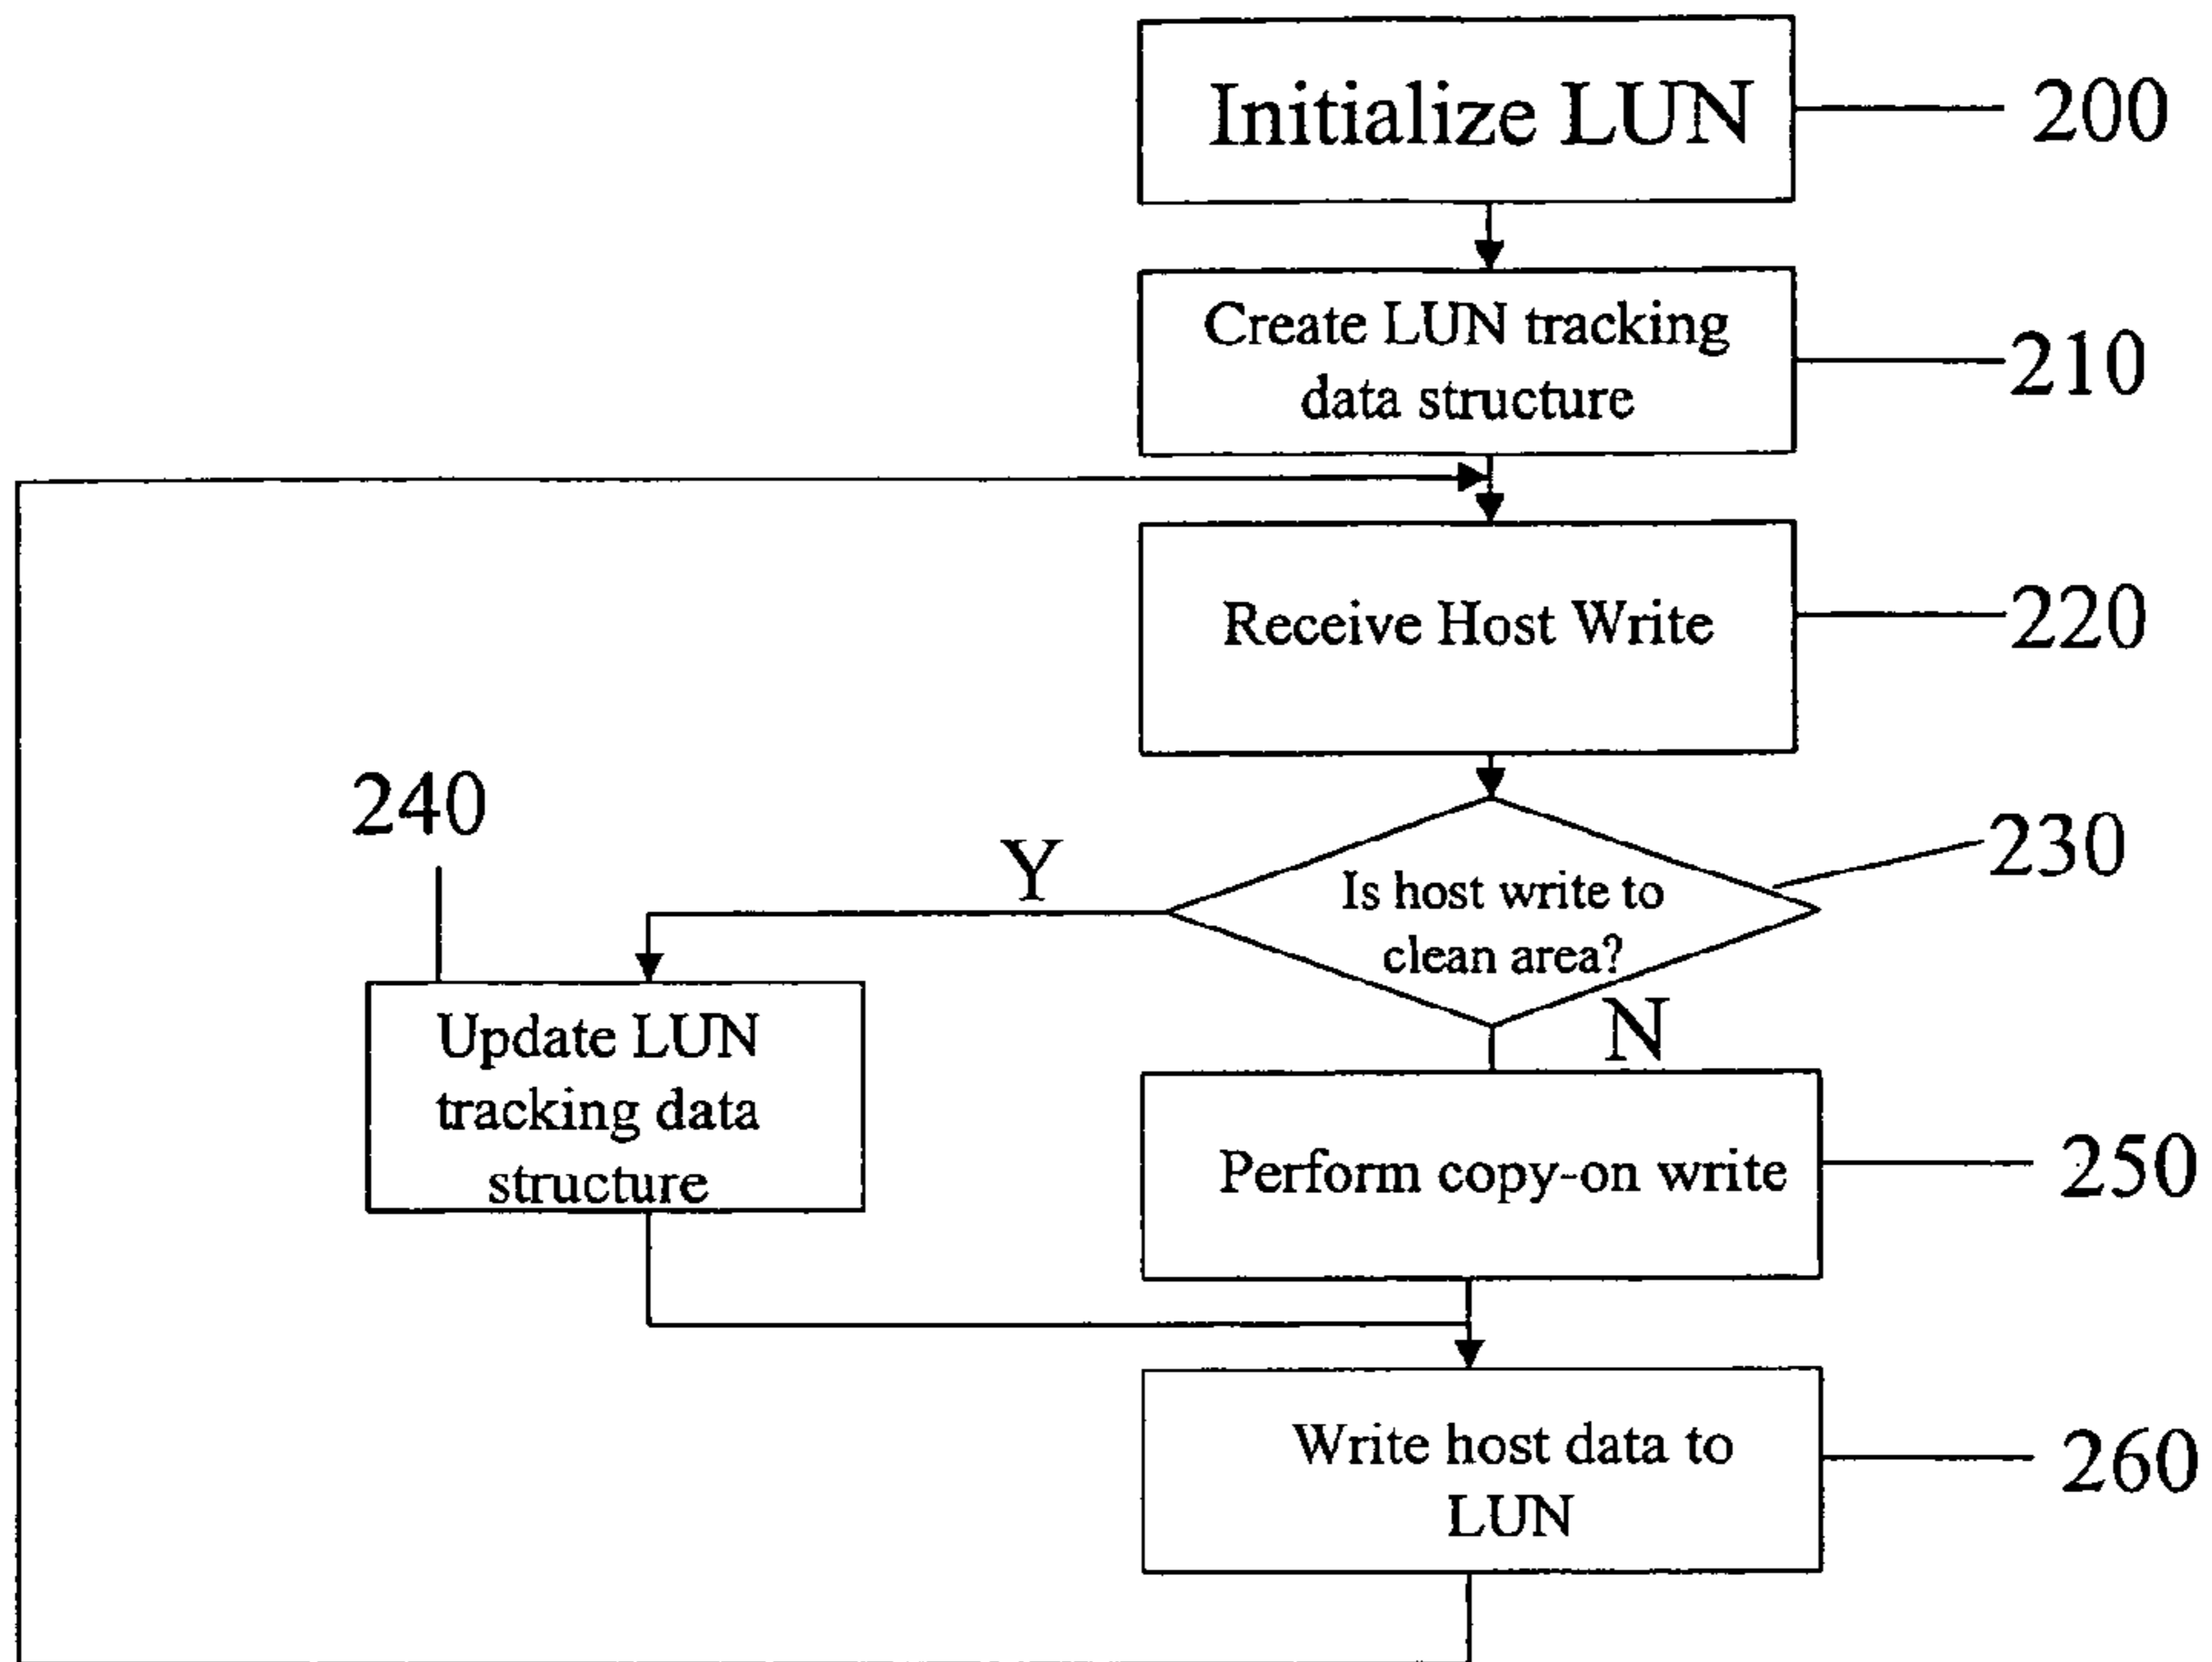 Initialize LUN
200
Create LUN tracking
data structure
210
Receive Host Write
220
240
Y
Is host write to
clean area?
230
N
Update LUN
tracking data
structure
Perform copy-on write
250
Write host data to
LUN
260